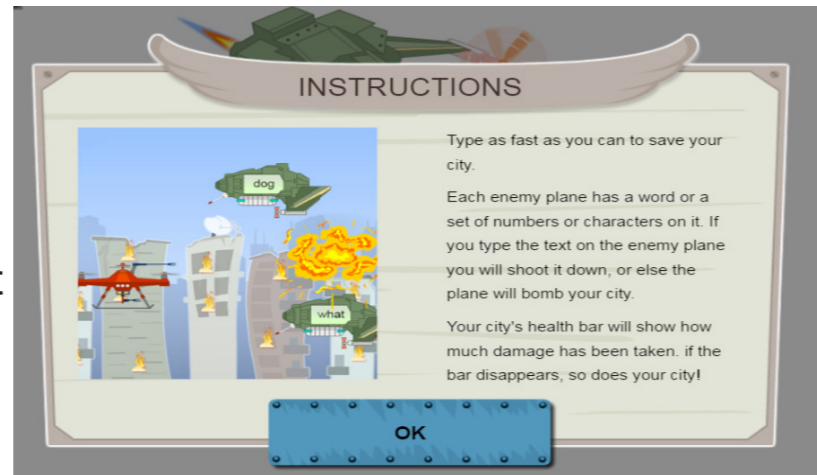 INSTRUCTIONS
dog
what
Type as fast as you can to save your
city.
Each enemy plane has a word or a
set of numbers or characters on it. If
you type the text on the enemy plane
you will shoot it down, or else the
plane will bomb your city.
Your city's health bar will show how
much damage has been taken. if the
bar disappears, so does your city!
OK